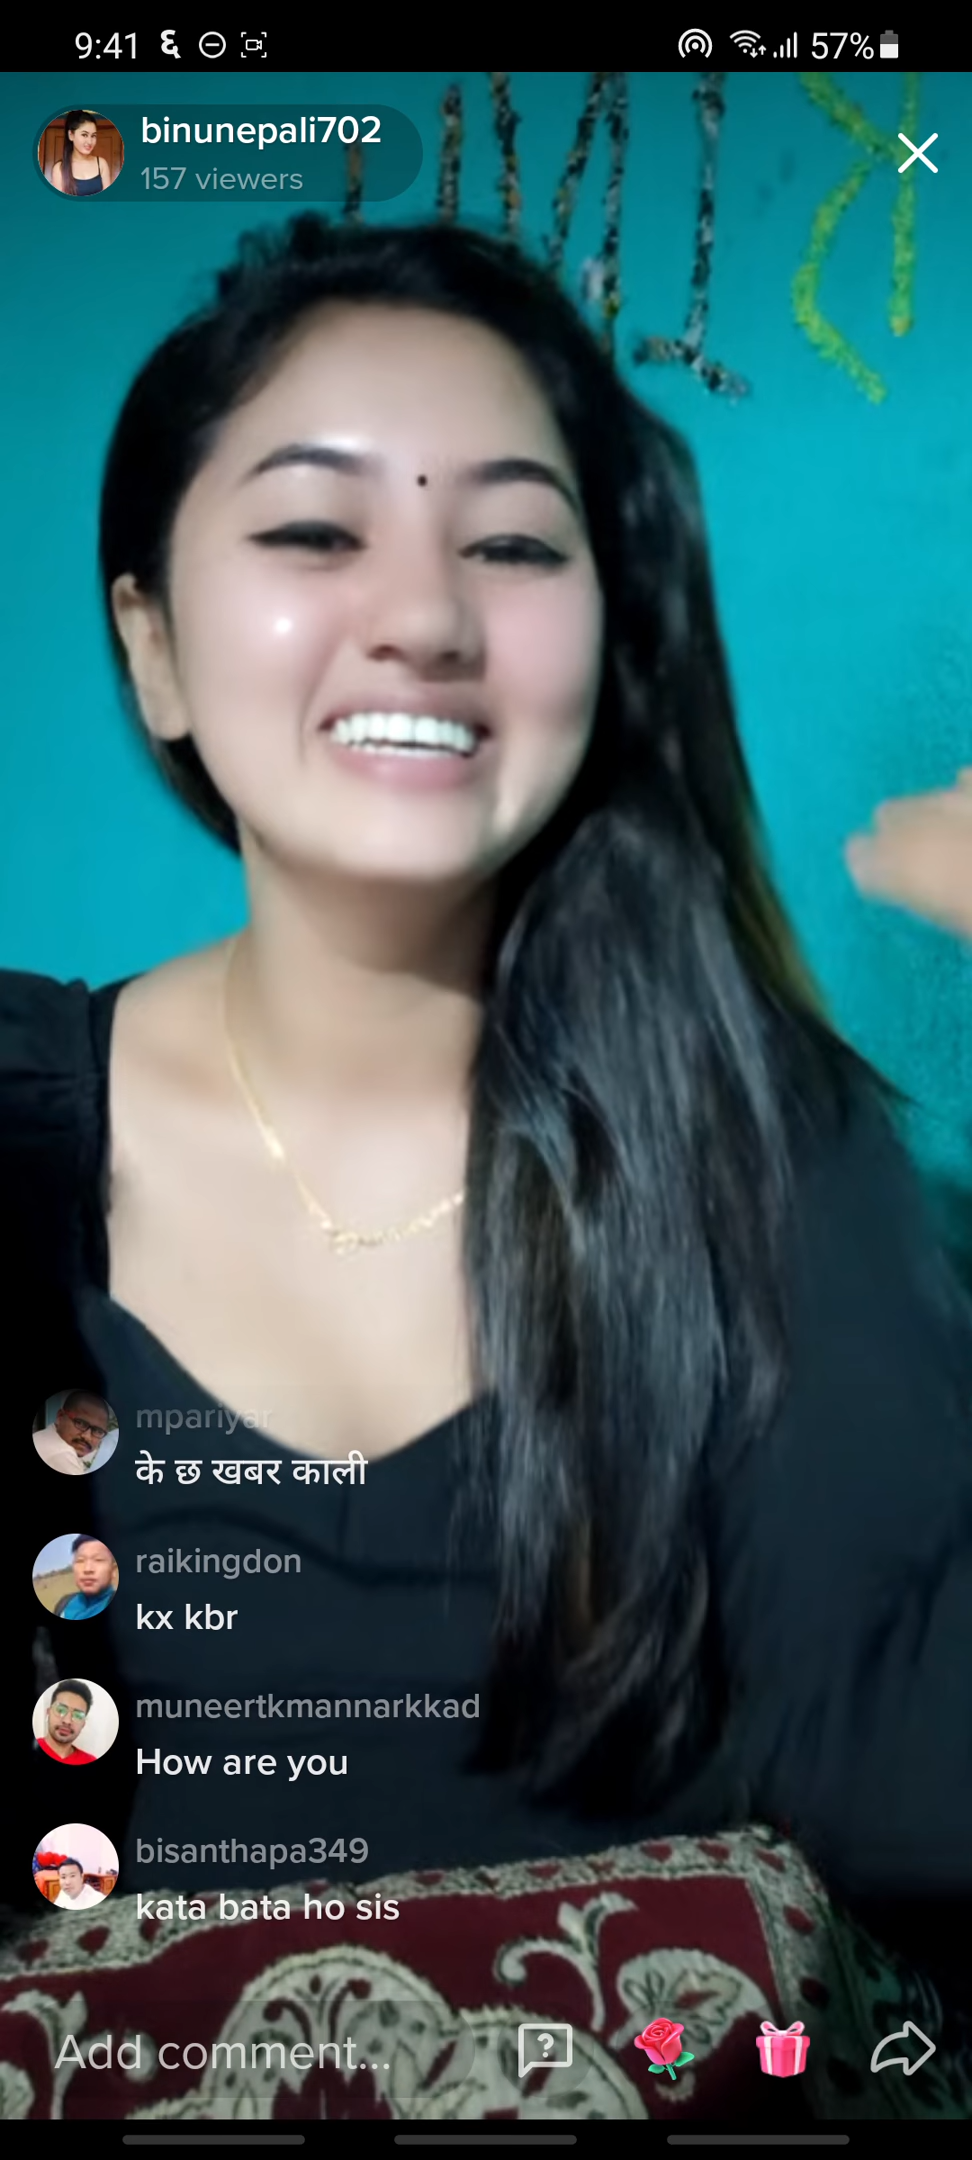 9:41
57%
binunepali702
157 viewers
mpariyar
के छ खबर काली
raikingdon
kx kbr
muneertkmannarkkad
How are you
bisanthapa349
kata bata ho sis
Add comment...